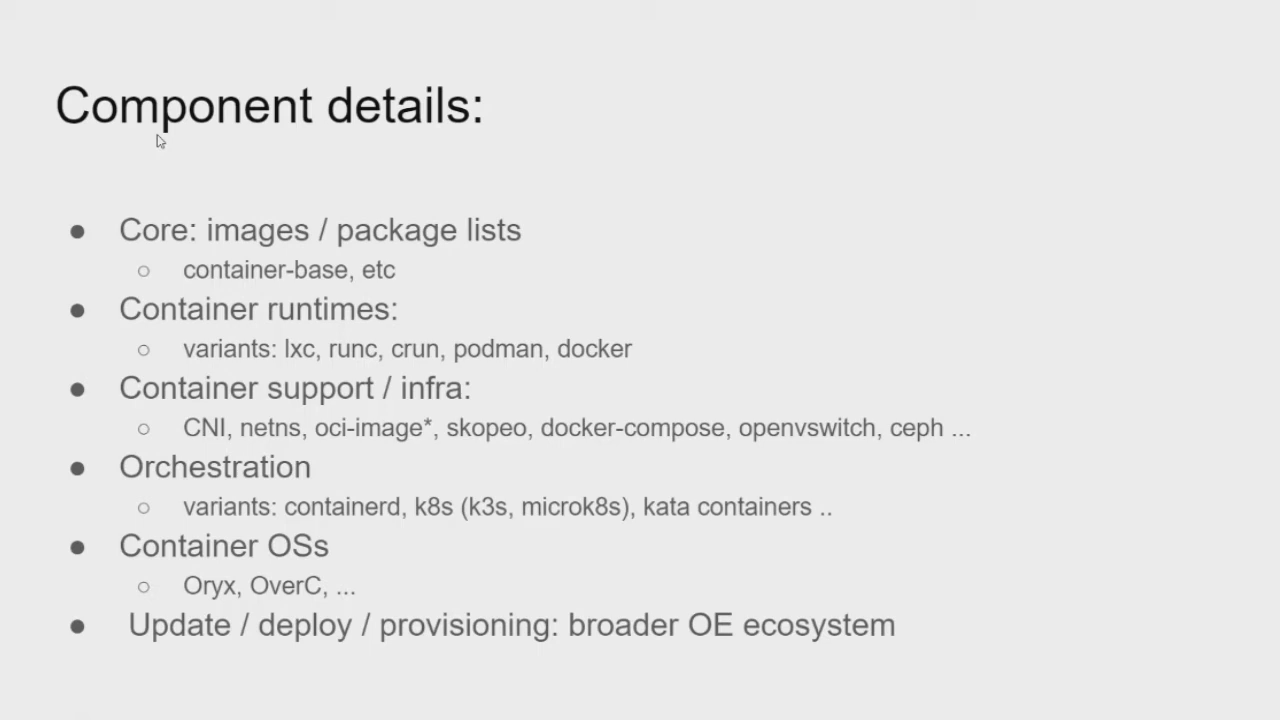 Component details:
● Core: images / package lists
○ container-base, etc
● Container runtimes:
○ variants: lxc, runc, crun, podman, docker
● Container support / infra:
○ CNI, netns, oci-image*, skopeo, docker-compose, openvswitch, ceph ...
● Orchestration
○ variants: containerd, k8s (k3s, microk8s), kata containers ..
● Container OSs
○ Oryx, OverC, ...
● Update / deploy / provisioning: broader OE ecosystem